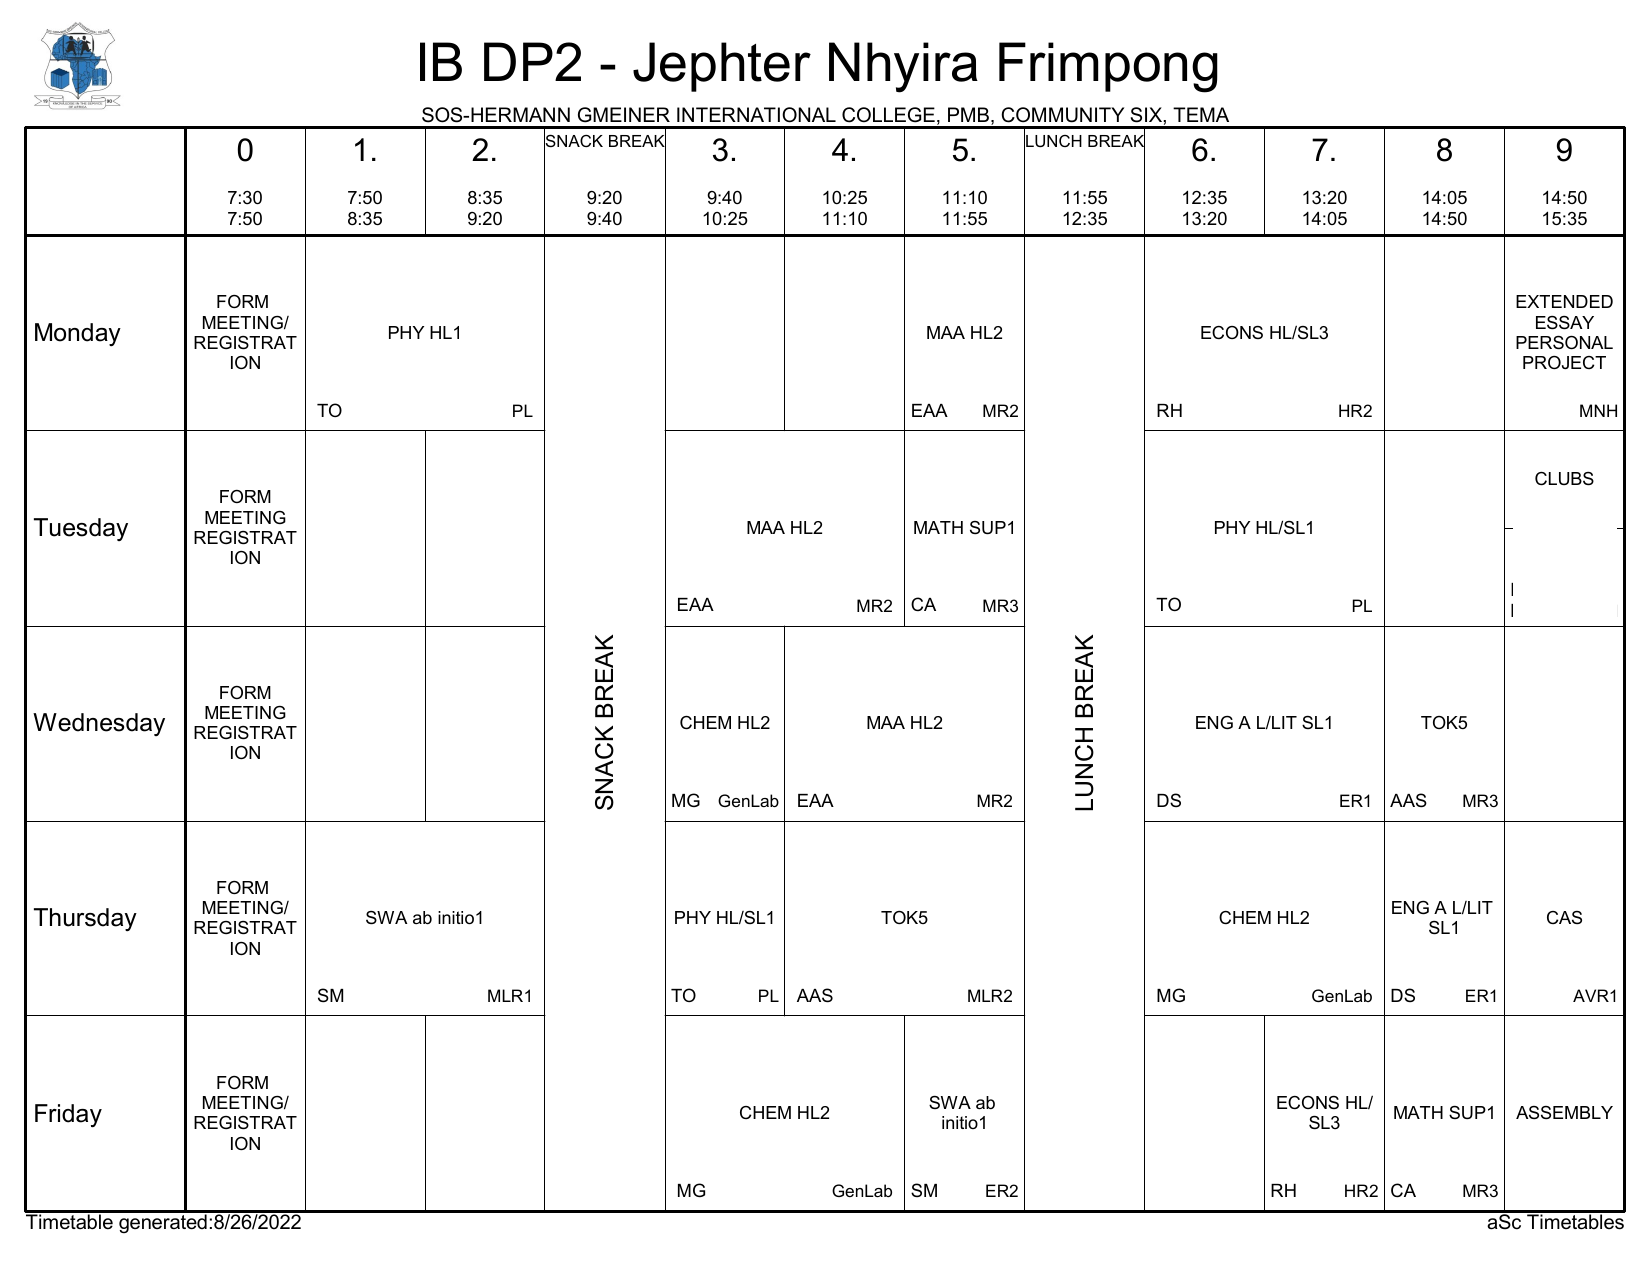 IB DP2 - Jephter Nhyira Frimpong
SOS-HERMANN GMEINER INTERNATIONAL COLLEGE, PMB, COMMUNITY SIX, TEMA
0 1. 2. SNACK BREAK 3. 4. 5. LUNCH BREAK 6. 7. 8 9
7:30 7:50 8:35 9:20 9:40 10:25 11:10 11:55 12:35 13:20 14:05 14:50
7:50 8:35 9:20 9:40 10:25 11:10 11:55 12:35 13:20 14:05 14:50 15:35
Monday
FORM
MEETING/
REGISTRAT
ION
PHY HL1
TO PL
MAA HL2
EAA MR2
ECONS HL/SL3
RH HR2
EXTENDED
ESSAY
PERSONAL
PROJECT
MNH
Tuesday
FORM
MEETING
REGISTRAT
ION
MAA HL2
EAA MR2
MATH SUP1
CA MR3
PHY HL/SL1
TO PL
CLUBS
Wednesday
FORM
MEETING
REGISTRAT
ION
SNACK BREAK
CHEM HL2
MG GenLab
MAA HL2
EAA MR2
LUNCH BREAK
ENG A L/LIT SL1
DS ER1
TOK5
AAS MR3
Thursday
FORM
MEETING/
REGISTRAT
ION
SWA ab initio1
SM MLR1
PHY HL/SL1
TO PL
TOK5
AAS MLR2
CHEM HL2
MG GenLab
ENG A L/LIT
SL1
DS ER1
CAS
AVR1
Friday
FORM
MEETING/
REGISTRAT
ION
CHEM HL2
MG GenLab
SWA ab
initio1
SM ER2
ECONS HL/
SL3
RH HR2
MATH SUP1
CA MR3
ASSEMBLY
Timetable generated:8/26/2022
aSc Timetables